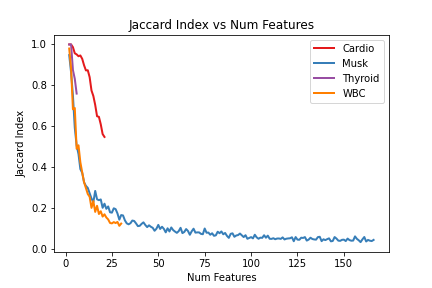 Jaccard Index vs Num Features
Jaccard Index
1.0
0.8
0.6
0.4
0.2
0.0
Cardio
Musk
Thyroid
WBC
0 25 50 75 100 125 150
Num Features